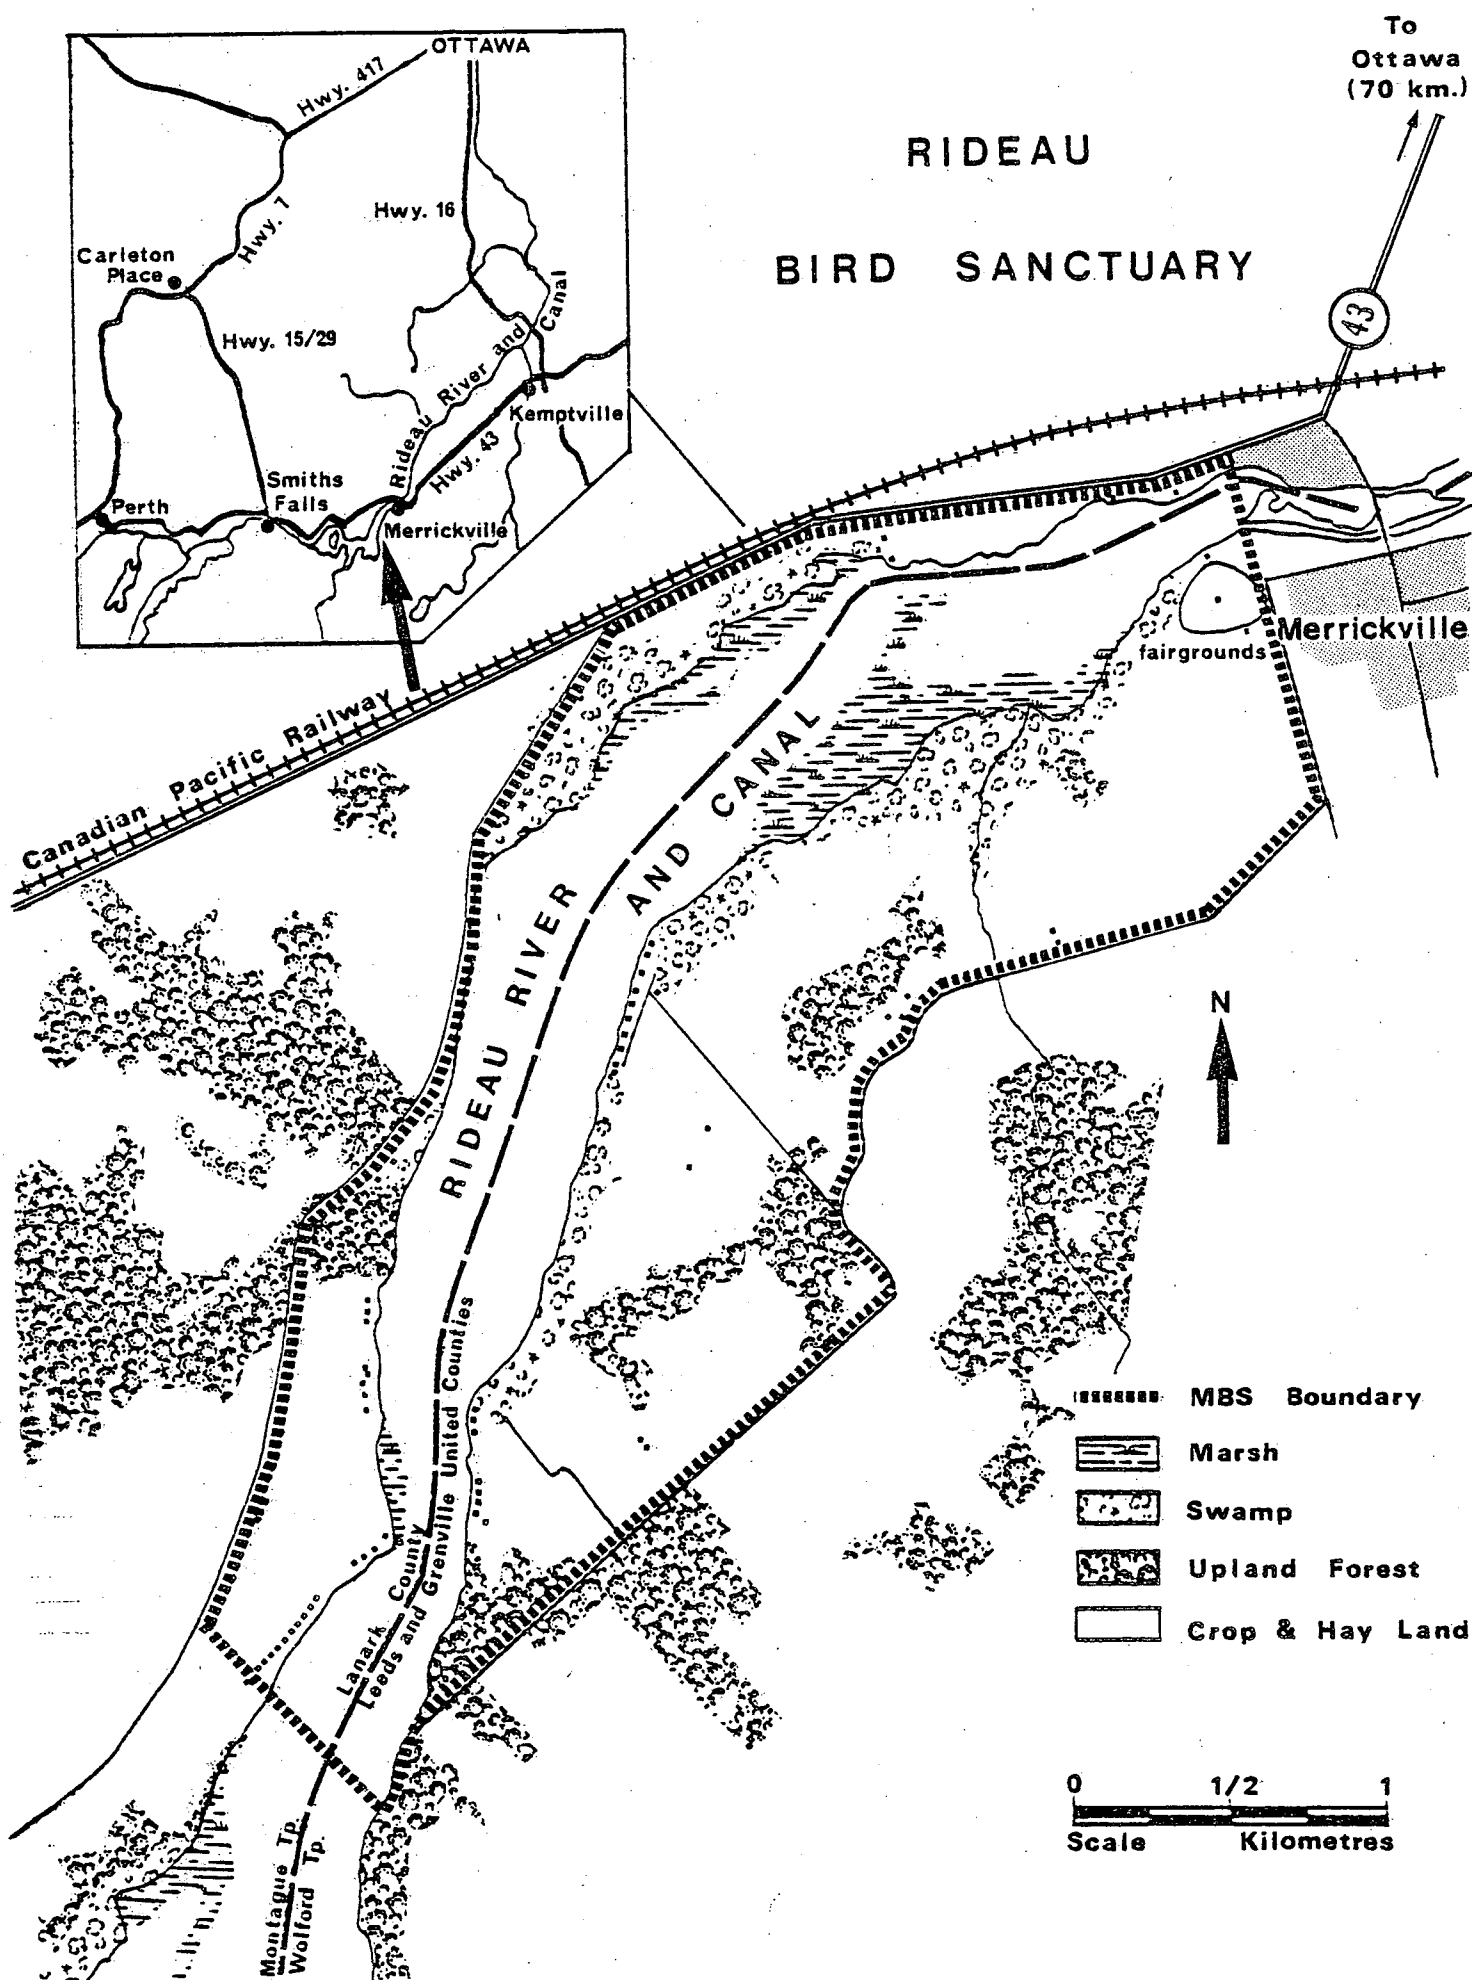 To
Ottawa
(70 km.)
RIDEAU
BIRD SANCTUARY
43
OTTAWA
Hwy. 417
Hwy. 7
Hwy. 16
Carleton
Place
Hwy. 15/29
Rideau River and Canal
Kemptville
Hwy. 43
Smiths
Falls
Perth
Merrickville
Canadian Pacific Railway
Merrickville
fairgrounds
RIDEAU RIVER AND CANAL
N
Lanark County
Leeds and Grenville United Counties
Montague Tp.
Wolford Tp.
MBS Boundary
Marsh
Swamp
Upland Forest
Crop & Hay Land
0 1/2 1
Scale Kilometres